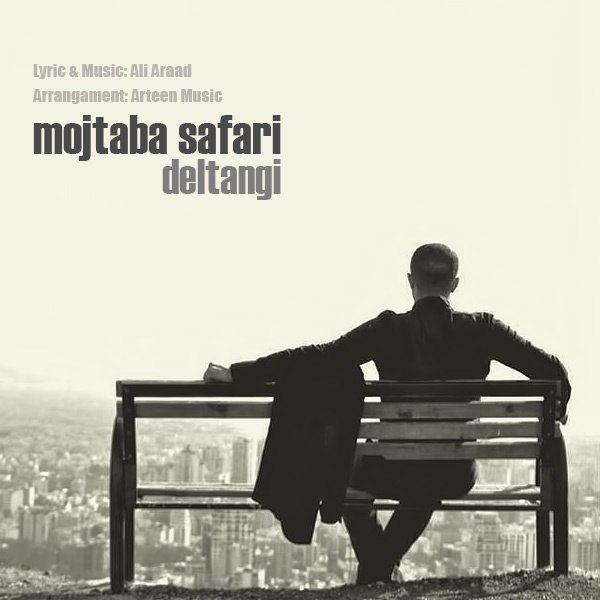 Lyric & Music: Ali Araad
Arrangament: Arteen Music
mojtaba safari
deltangi